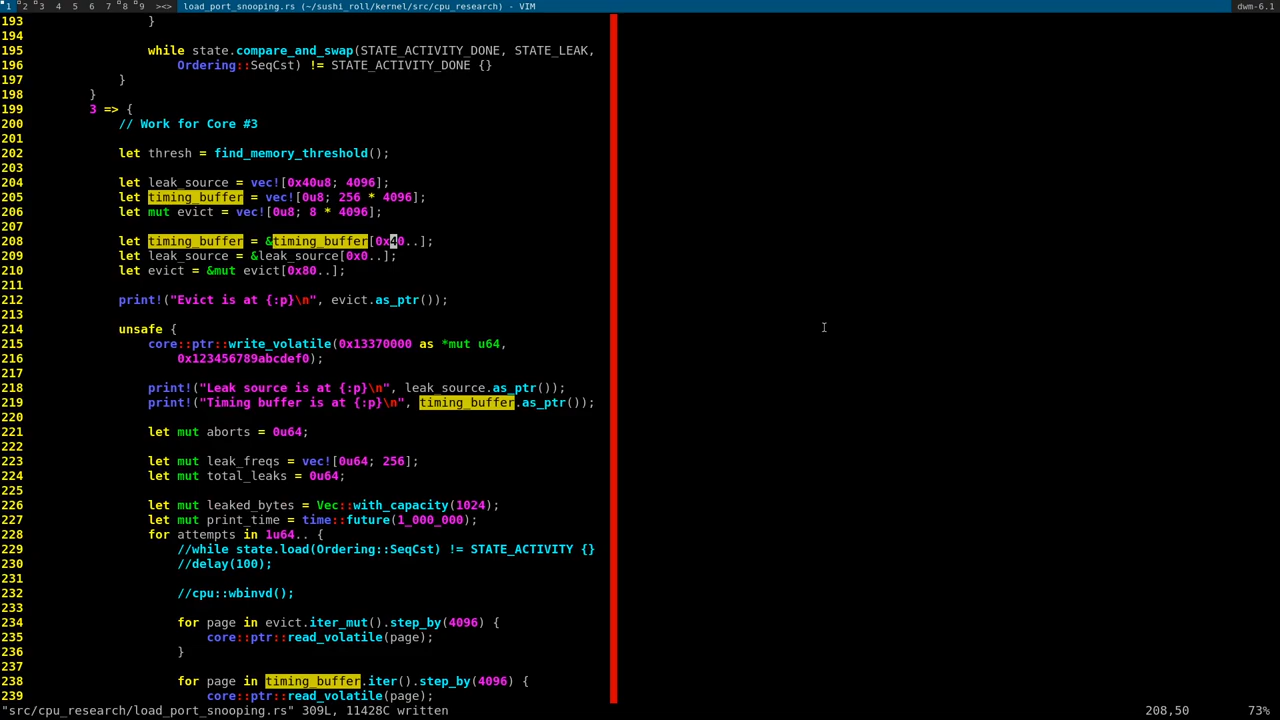 1 2 3 4 5 6 7 8 9 ><> load_port_snooping.rs (~/sushi_roll/kernel/src/cpu_research) - VIM dwm-6.1
193 }
194
195 while state.compare_and_swap(STATE_ACTIVITY_DONE, STATE_LEAK,
196 Ordering::SeqCst) != STATE_ACTIVITY_DONE {}
197 }
198 }
199 3 => {
200 // Work for Core #3
201
202 let thresh = find_memory_threshold();
203
204 let leak_source = vec![0x40u8; 4096];
205 let timing_buffer = vec![0u8; 256 * 4096];
206 let mut evict = vec![0u8; 8 * 4096];
207
208 let timing_buffer = &timing_buffer[0x40..];
209 let leak_source = &leak_source[0x0..];
210 let evict = &mut evict[0x80..];
211
212 print!("Evict is at {:p}\n", evict.as_ptr());
213
214 unsafe {
215 core::ptr::write_volatile(0x13370000 as *mut u64,
216 0x123456789abcdef0);
217
218 print!("Leak source is at {:p}\n", leak_source.as_ptr());
219 print!("Timing buffer is at {:p}\n", timing_buffer.as_ptr());
220
221 let mut aborts = 0u64;
222
223 let mut leak_freqs = vec![0u64; 256];
224 let mut total_leaks = 0u64;
225
226 let mut leaked_bytes = Vec::with_capacity(1024);
227 let mut print_time = time::future(1_000_000);
228 for attempts in 1u64.. {
229 //while state.load(Ordering::SeqCst) != STATE_ACTIVITY {}
230 //delay(100);
231
232 //cpu::wbinvd();
233
234 for page in evict.iter_mut().step_by(4096) {
235 core::ptr::read_volatile(page);
236 }
237
238 for page in timing_buffer.iter().step_by(4096) {
239 core::ptr::read_volatile(page);
"src/cpu_research/load_port_snooping.rs" 309L, 11428C written 208,50 73%